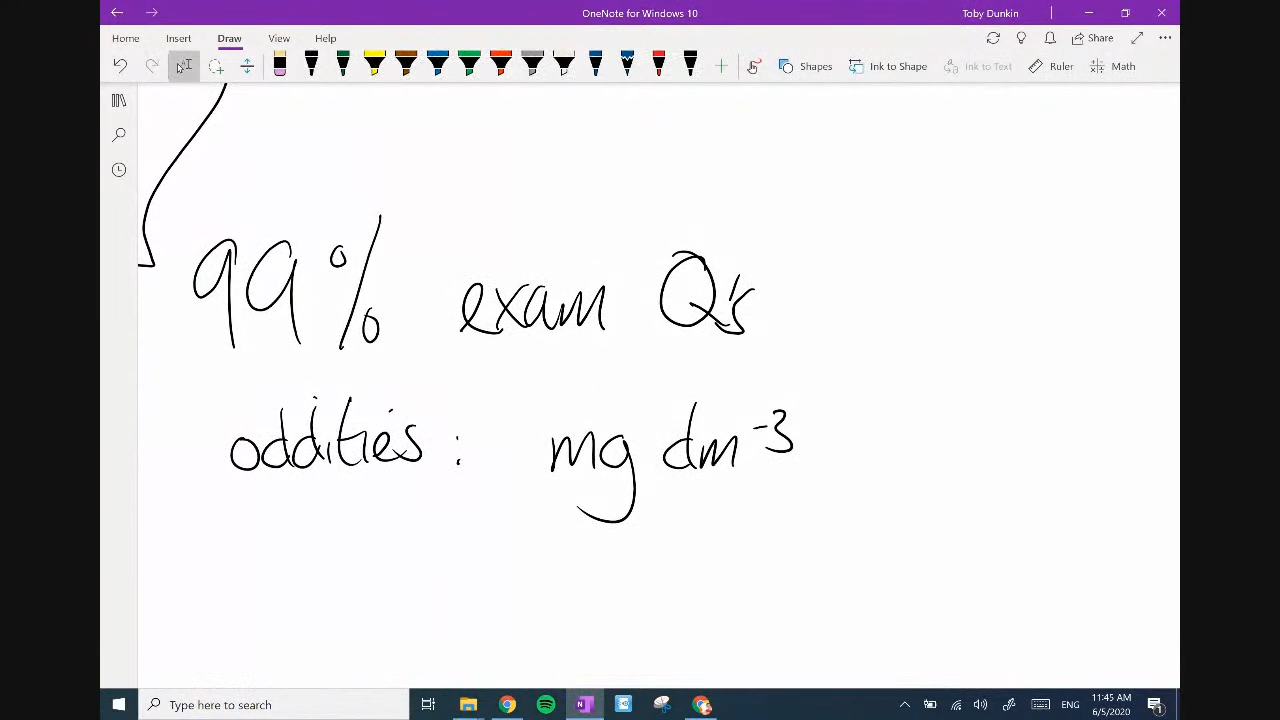 OneNote for Windows 10
Toby Dunkin
Home Insert Draw View Help
Share
Shapes Ink to Shape Ink to Text Ruler Math
99% exam Q's
oddities : mg dm⁻³
Type here to search
ENG
11:45 AM
6/5/2020
1